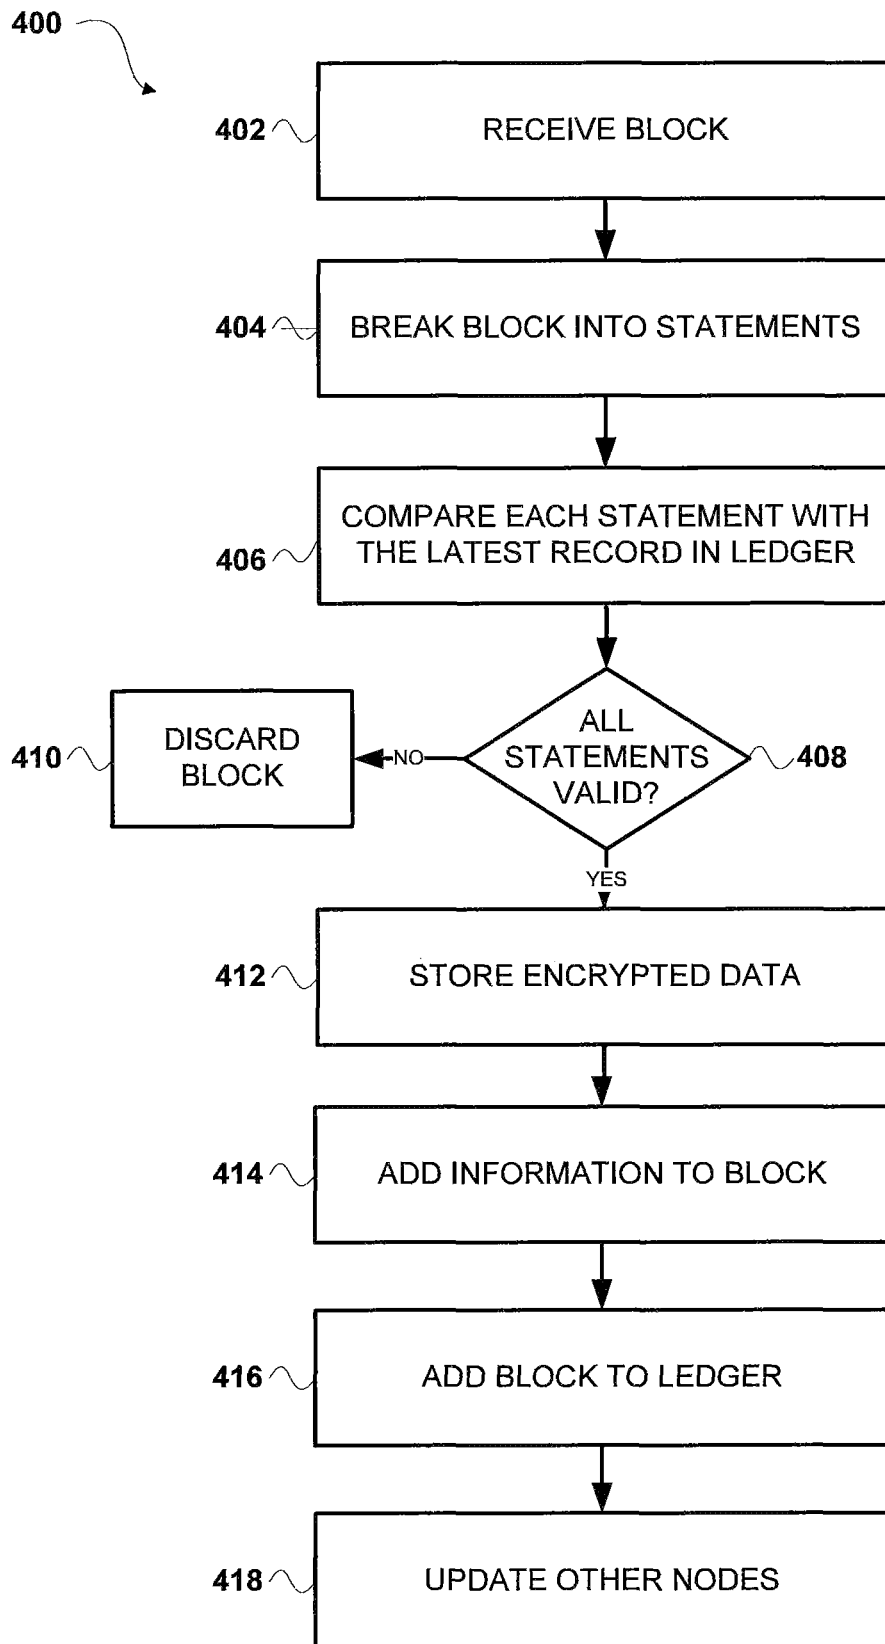 400
402
RECEIVE BLOCK
404
BREAK BLOCK INTO STATEMENTS
406
COMPARE EACH STATEMENT WITH
THE LATEST RECORD IN LEDGER
408
ALL
STATEMENTS
VALID?
NO
410
DISCARD
BLOCK
YES
412
STORE ENCRYPTED DATA
414
ADD INFORMATION TO BLOCK
416
ADD BLOCK TO LEDGER
418
UPDATE OTHER NODES